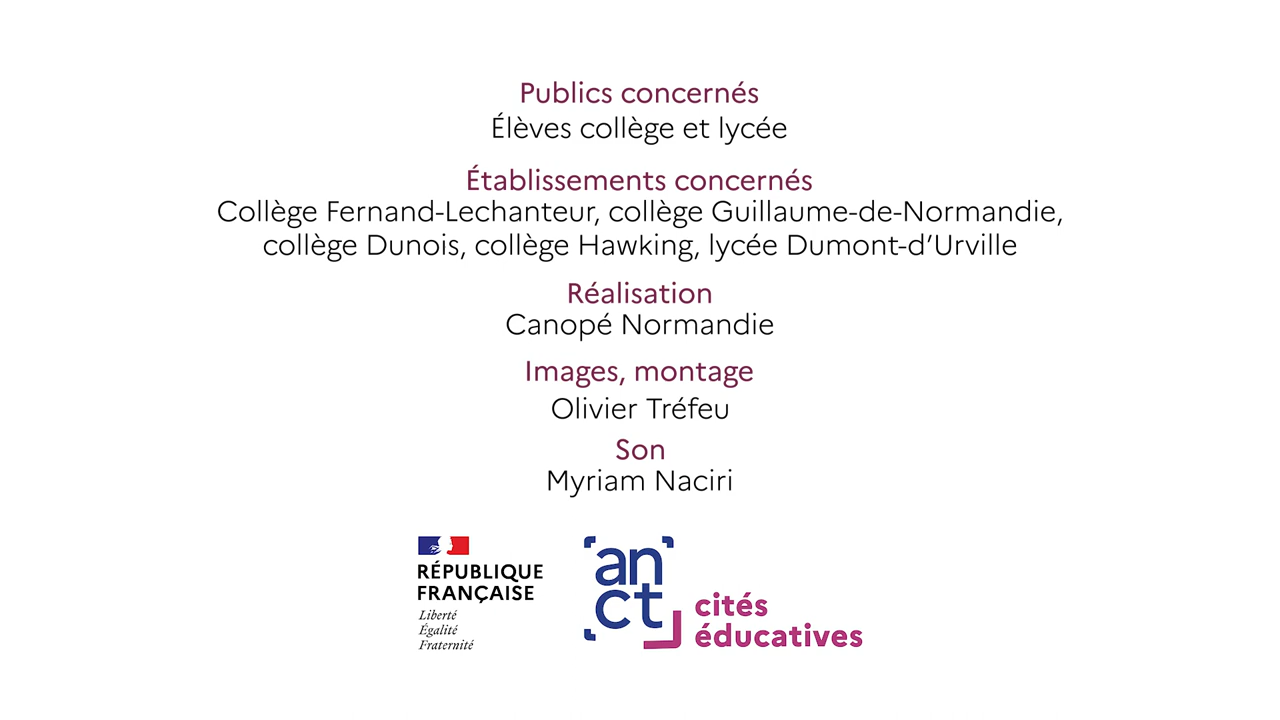 Publics concernés
Élèves collège et lycée
Établissements concernés
Collège Fernand-Lechanteur, collège Guillaume-de-Normandie,
collège Dunois, collège Hawking, lycée Dumont-d’Urville
Réalisation
Canopé Normandie
Images, montage
Olivier Tréfeu
Son
Myriam Naciri
RÉPUBLIQUE
FRANÇAISE
Liberté
Égalité
Fraternité
an
ct
cités
éducatives